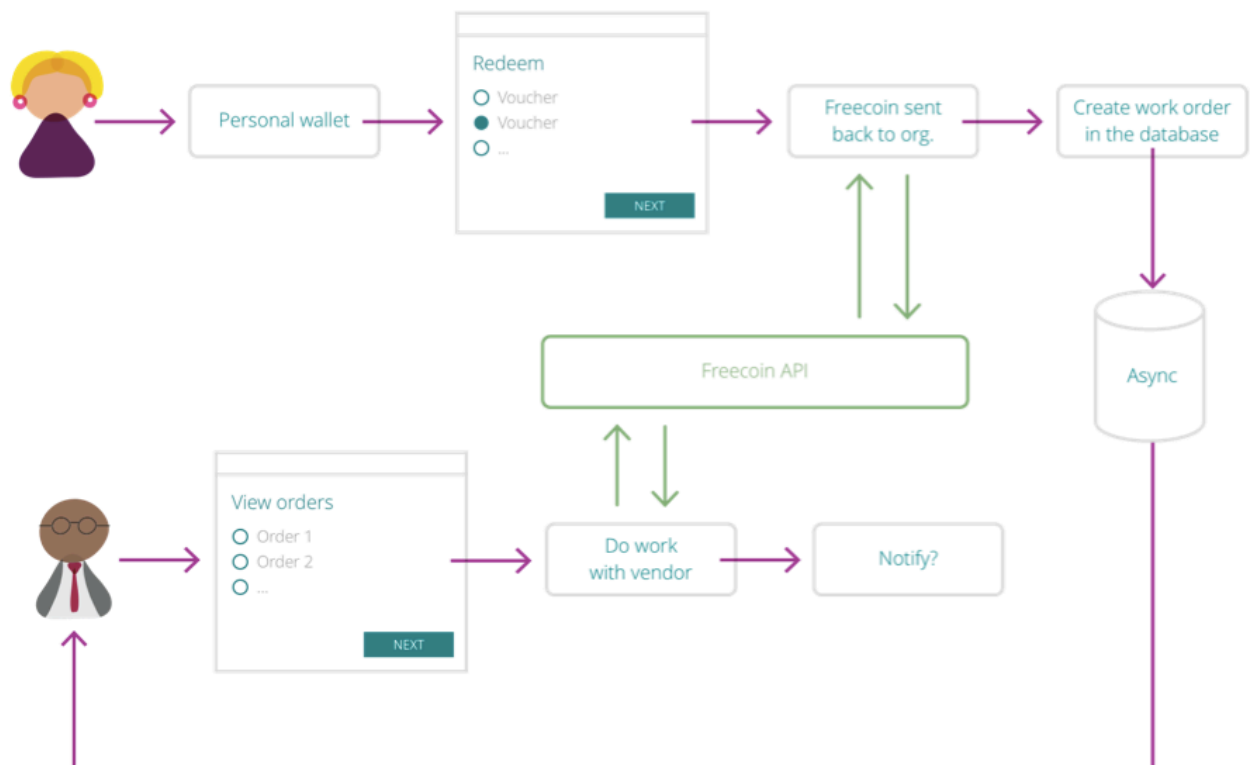 Personal wallet
Redeem
Voucher
Voucher
...
NEXT
Freecoin sent
back to org.
Create work order
in the database
Freecoin API
Async
View orders
Order 1
Order 2
...
NEXT
Do work
with vendor
Notify?